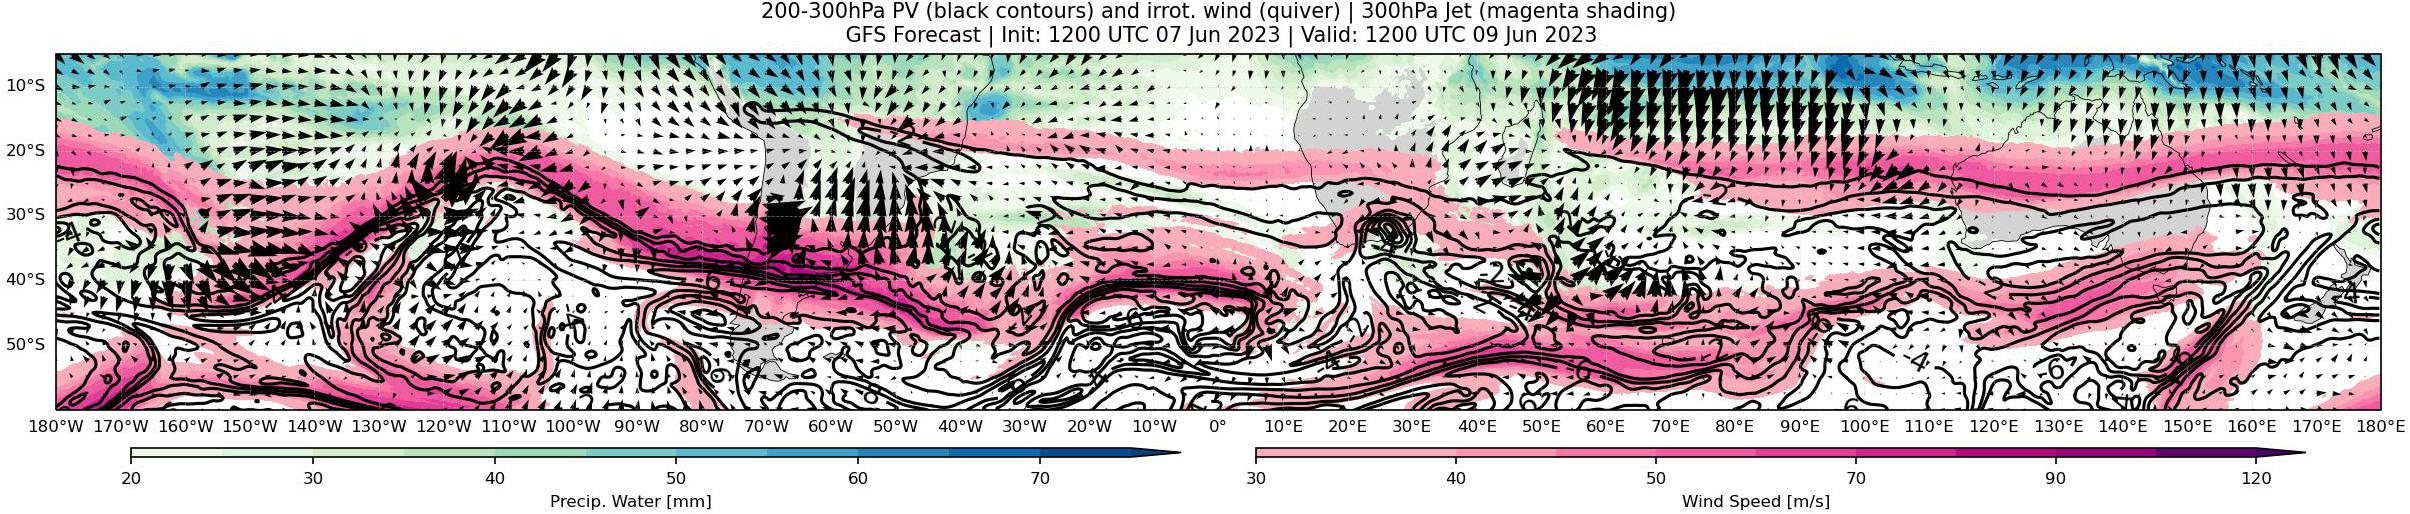 200-300hPa PV (black contours) and irrot. wind (quiver) | 300hPa Jet (magenta shading)
GFS Forecast | Init: 1200 UTC 07 Jun 2023 | Valid: 1200 UTC 09 Jun 2023
10°S
20°S
30°S
40°S
50°S
180°W 170°W 160°W 150°W 140°W 130°W 120°W 110°W 100°W 90°W 80°W 70°W 60°W 50°W 40°W 30°W 20°W 10°W 0° 10°E 20°E 30°E 40°E 50°E 60°E 70°E 80°E 90°E 100°E 110°E 120°E 130°E 140°E 150°E 160°E 170°E 180°E
20 30 40 50 60 70
Precip. Water [mm]
30 40 50 70 90 120
Wind Speed [m/s]